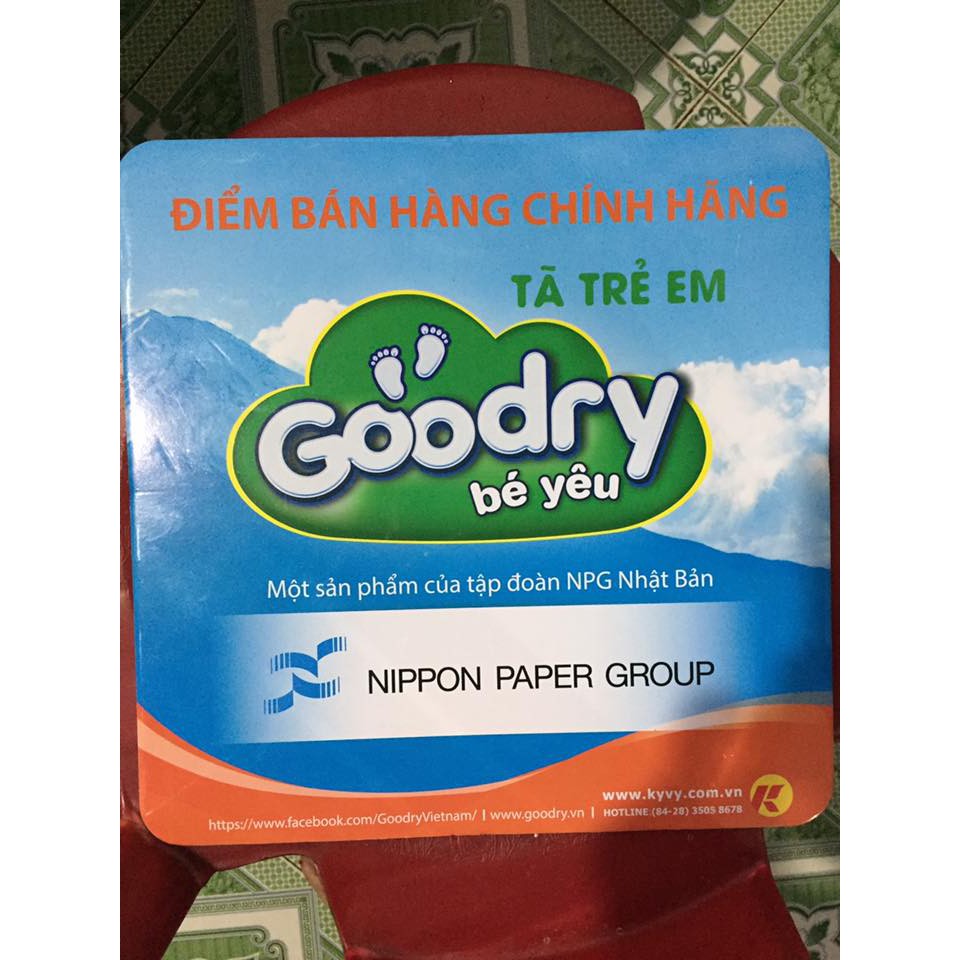 ĐIỂM BÁN HÀNG CHÍNH HÃNG
TÃ TRẺ EM
Goodry
bé yêu
Một sản phẩm của tập đoàn NPG Nhật Bản
NIPPON PAPER GROUP
www.kyvy.com.vn
https://www.facebook.com/GoodryVietnam/ | www.goodry.vn | HOTLINE (84-28) 3505 8678
K